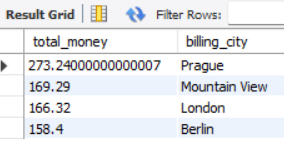 Result Grid Filter Rows:
total_money billing_city
273.24000000000007 Prague
169.29 Mountain View
166.32 London
158.4 Berlin